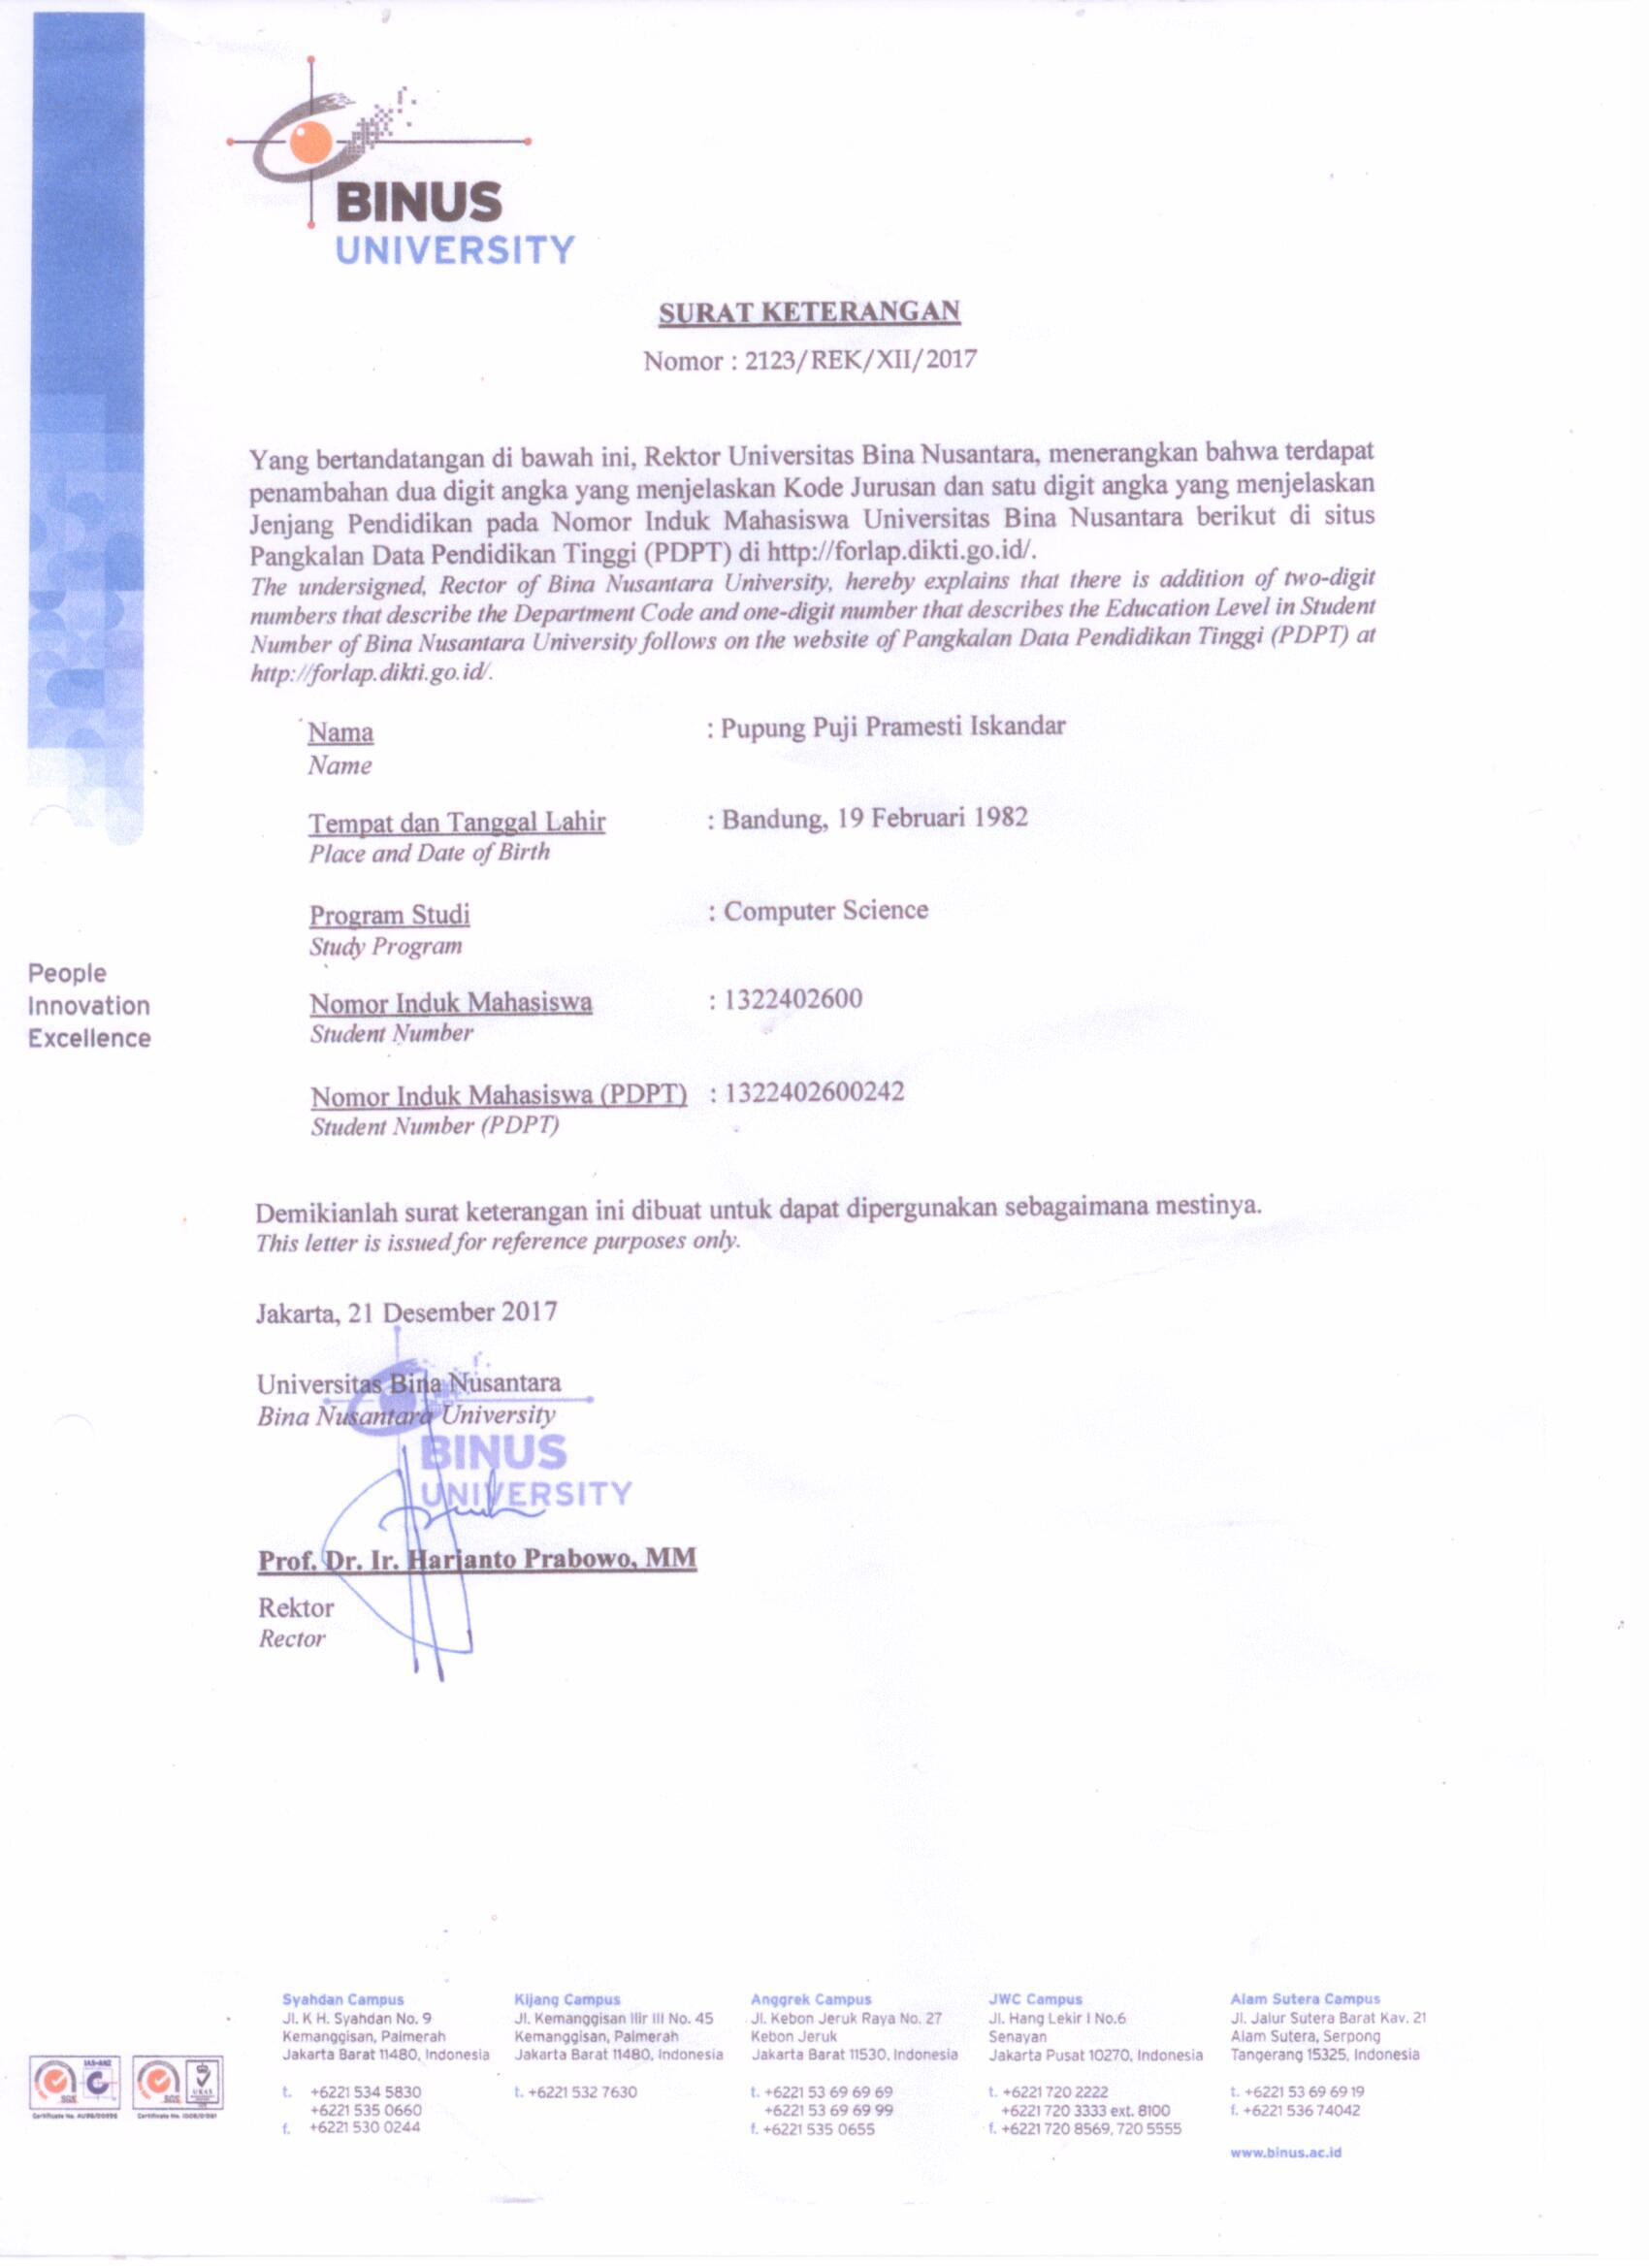 BINUS
UNIVERSITY
SURAT KETERANGAN
Nomor : 2123/REK/XII/2017
Yang bertandatangan di bawah ini, Rektor Universitas Bina Nusantara, menerangkan bahwa terdapat
penambahan dua digit angka yang menjelaskan Kode Jurusan dan satu digit angka yang menjelaskan
Jenjang Pendidikan pada Nomor Induk Mahasiswa Universitas Bina Nusantara berikut di situs
Pangkalan Data Pendidikan Tinggi (PDPT) di http://forlap.dikti.go.id/.
The undersigned, Rector of Bina Nusantara University, hereby explains that there is addition of two-digit
numbers that describe the Department Code and one-digit number that describes the Education Level in Student
Number of Bina Nusantara University follows on the website of Pangkalan Data Pendidikan Tinggi (PDPT) at
http://forlap.dikti.go.id/.
Nama : Pupung Puji Pramesti Iskandar
Name
Tempat dan Tanggal Lahir : Bandung, 19 Februari 1982
Place and Date of Birth
Program Studi : Computer Science
Study Program
People
Innovation
Excellence
Nomor Induk Mahasiswa : 1322402600
Student Number
Nomor Induk Mahasiswa (PDPT) : 1322402600242
Student Number (PDPT)
Demikianlah surat keterangan ini dibuat untuk dapat dipergunakan sebagaimana mestinya.
This letter is issued for reference purposes only.
Jakarta, 21 Desember 2017
Universitas Bina Nusantara
Bina Nusantara University
BINUS
UNIVERSITY
Prof. Dr. Ir. Harjanto Prabowo, MM
Rektor
Rector
Syahdan Campus
Jl. K H. Syahdan No. 9
Kemanggisan, Palmerah
Jakarta Barat 11480, Indonesia
t. +6221 534 5830
+6221 535 0660
f. +6221 530 0244
Kijang Campus
Jl. Kemanggisan Ilir III No. 45
Kemanggisan, Palmerah
Jakarta Barat 11480, Indonesia
t. +6221 532 7630
Anggrek Campus
Jl. Kebon Jeruk Raya No. 27
Kebon Jeruk
Jakarta Barat 11530, Indonesia
t. +6221 53 69 69 69
+6221 53 69 69 99
f. +6221 535 0655
JWC Campus
Jl. Hang Lekir I No.6
Senayan
Jakarta Pusat 10270, Indonesia
t. +6221 720 2222
+6221 720 3333 ext. 8100
f. +6221 720 8569, 720 5555
Alam Sutera Campus
Jl. Jalur Sutera Barat Kav. 21
Alam Sutera, Serpong
Tangerang 15325, Indonesia
t. +6221 53 69 69 19
f. +6221 536 74042
www.binus.ac.id
JAS-ANZ
SGS
SGS
UKAS